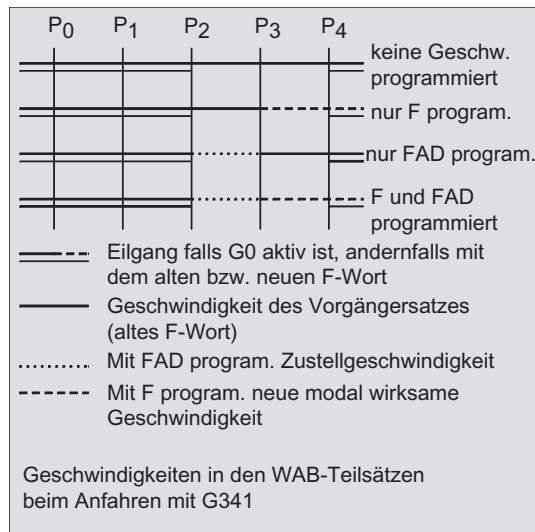 P0 P1 P2 P3 P4
keine Geschw.
programmiert
nur F program.
nur FAD program.
F und FAD
programmiert
Eilgang falls G0 aktiv ist, andernfalls mit
dem alten bzw. neuen F-Wort
Geschwindigkeit des Vorgängersatzes
(altes F-Wort)
Mit FAD program. Zustellgeschwindigkeit
Mit F program. neue modal wirksame
Geschwindigkeit
Geschwindigkeiten in den WAB-Teilsätzen
beim Anfahren mit G341